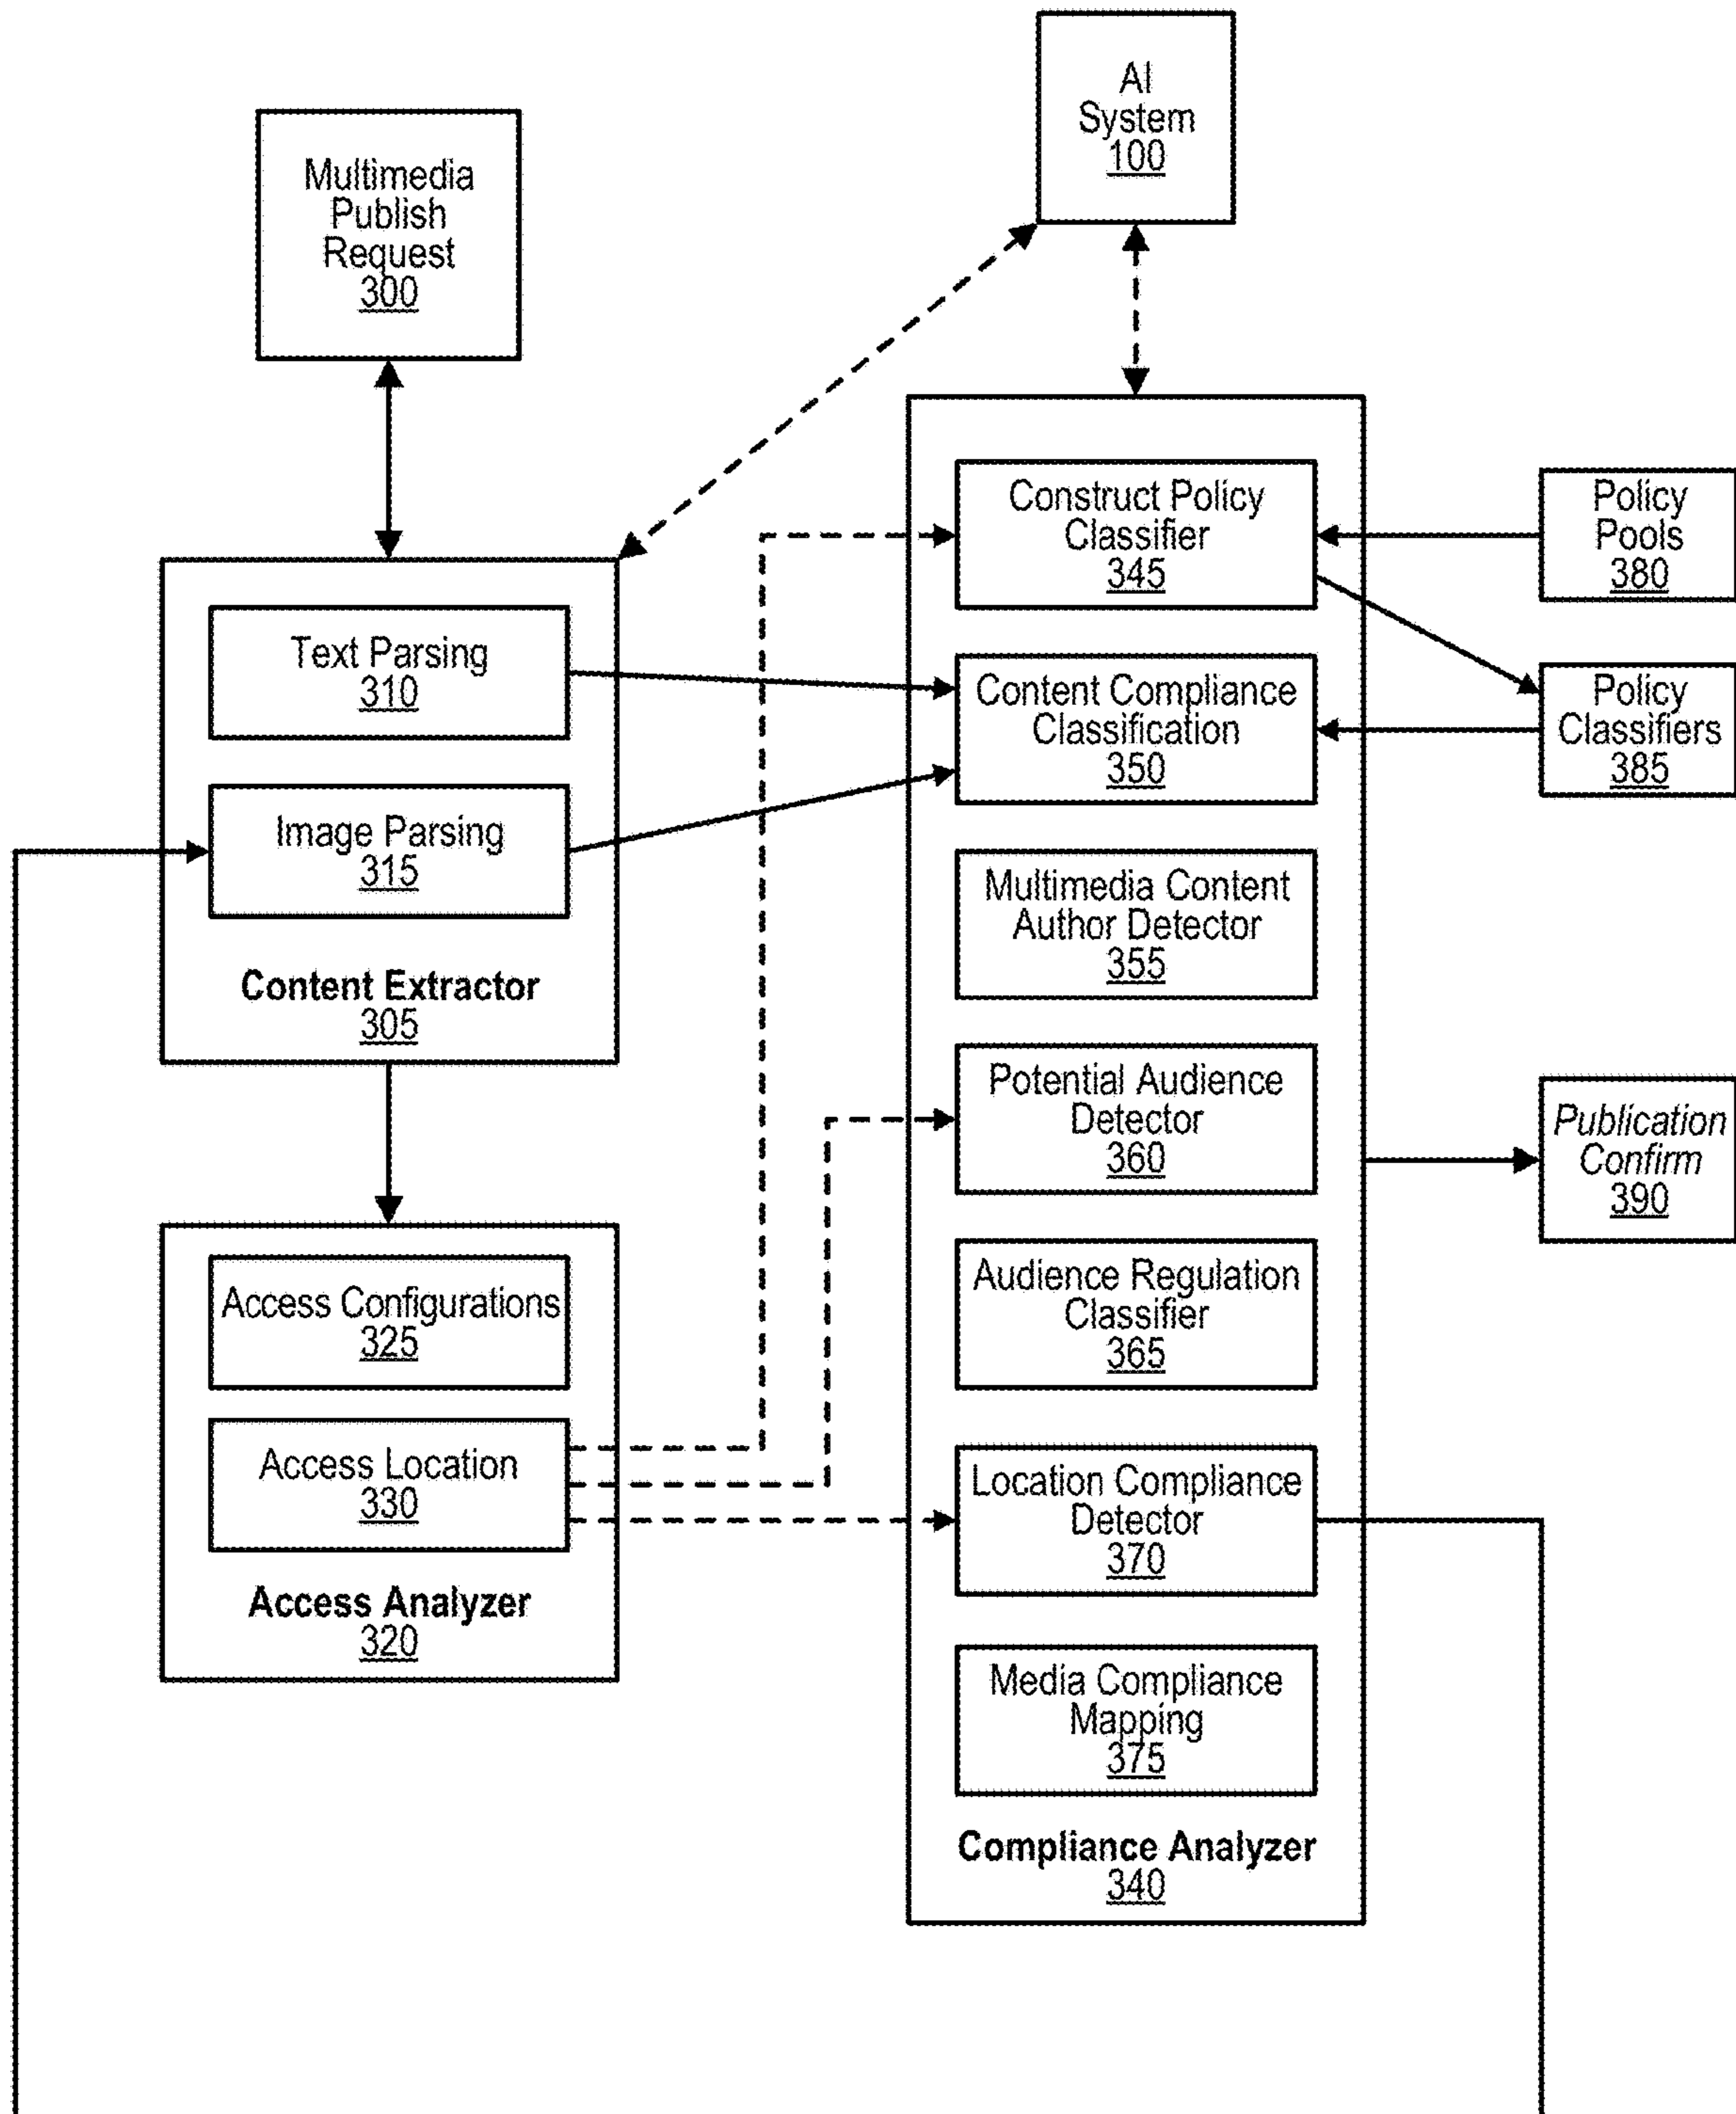 AI
System
100
Multimedia
Publish
Request
300
Text Parsing
310
Image Parsing
315
Content Extractor
305
Access Configurations
325
Access Location
330
Access Analyzer
320
Construct Policy
Classifier
345
Content Compliance
Classification
350
Multimedia Content
Author Detector
355
Potential Audience
Detector
360
Audience Regulation
Classifier
365
Location Compliance
Detector
370
Media Compliance
Mapping
375
Compliance Analyzer
340
Policy
Pools
380
Policy
Classifiers
385
Publication
Confirm
390